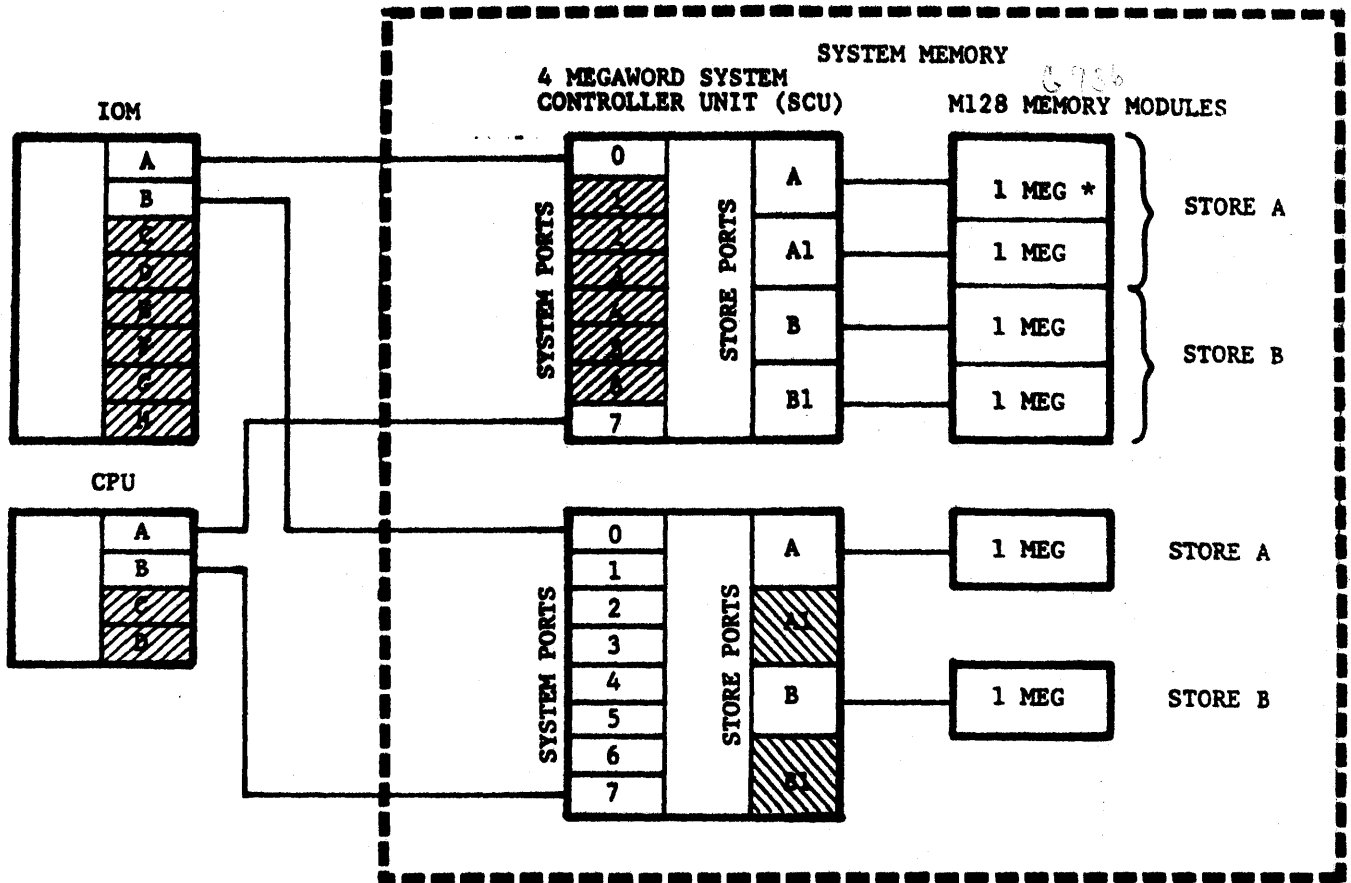 SYSTEM MEMORY
4 MEGAWORD SYSTEM
CONTROLLER UNIT (SCU)
M128 MEMORY MODULES
IOM
A
B
C
D
G
H
SYSTEM PORTS
0
7
STORE PORTS
A
A1
B
B1
1 MEG *
1 MEG
1 MEG
1 MEG
STORE A
STORE B
CPU
A
B
C
D
SYSTEM PORTS
0
1
2
3
4
5
6
7
STORE PORTS
A
A1
B
B1
1 MEG
1 MEG
STORE A
STORE B